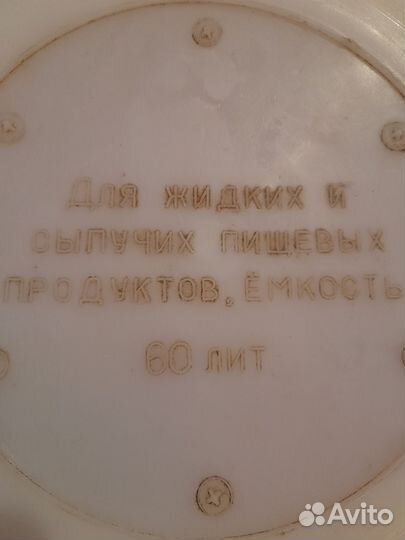 Для жидких и
сыпучих пищевых
продуктов, ёмкость
60 лит
Avito